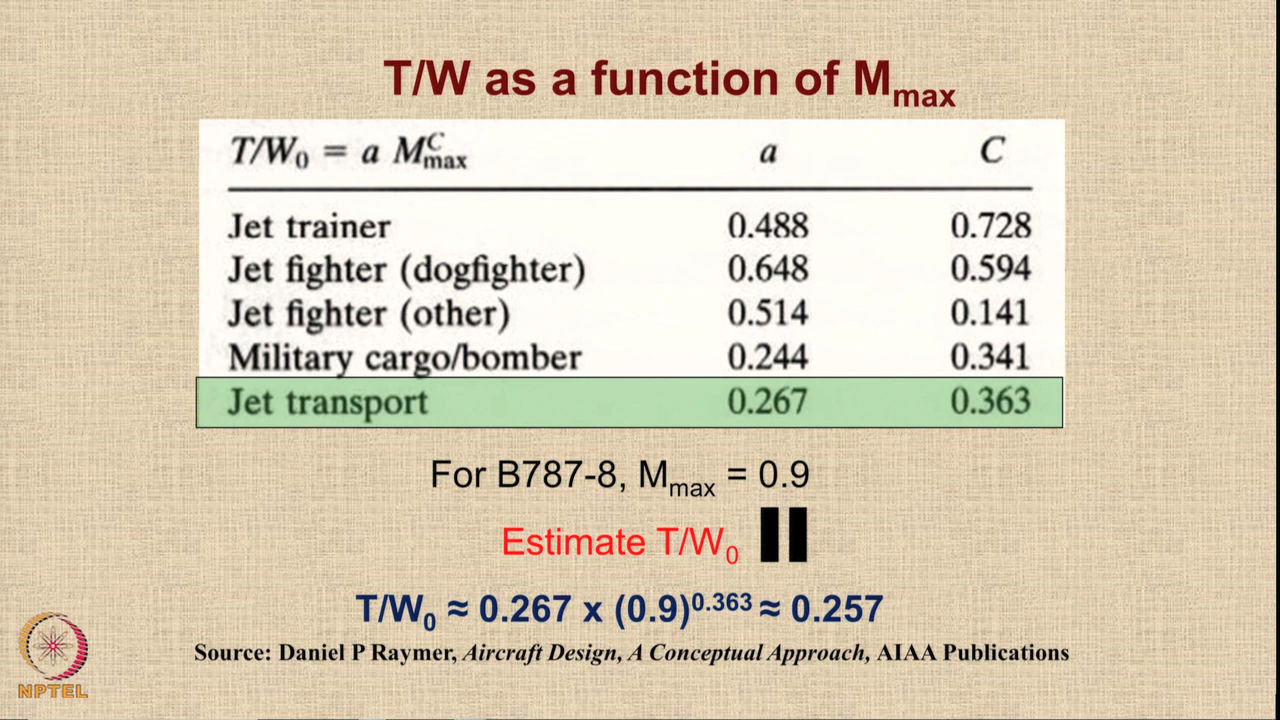 T/W as a function of Mmax
T/W₀ = a M^C_max a C
Jet trainer 0.488 0.728
Jet fighter (dogfighter) 0.648 0.594
Jet fighter (other) 0.514 0.141
Military cargo/bomber 0.244 0.341
Jet transport 0.267 0.363
For B787-8, Mmax = 0.9
Estimate T/W₀
T/W₀ ≈ 0.267 x (0.9)^0.363 ≈ 0.257
Source: Daniel P Raymer, Aircraft Design, A Conceptual Approach, AIAA Publications
NPTEL